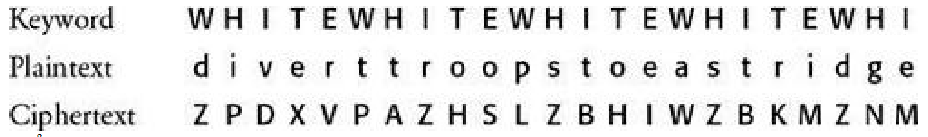 Keyword W H I T E W H I T E W H I T E W H I T E W H I
Plaintext d i v e r t t r o o p s t o e a s t r i d g e
Ciphertext Z P D X V P A Z H S L Z B H I W Z B K M Z N M